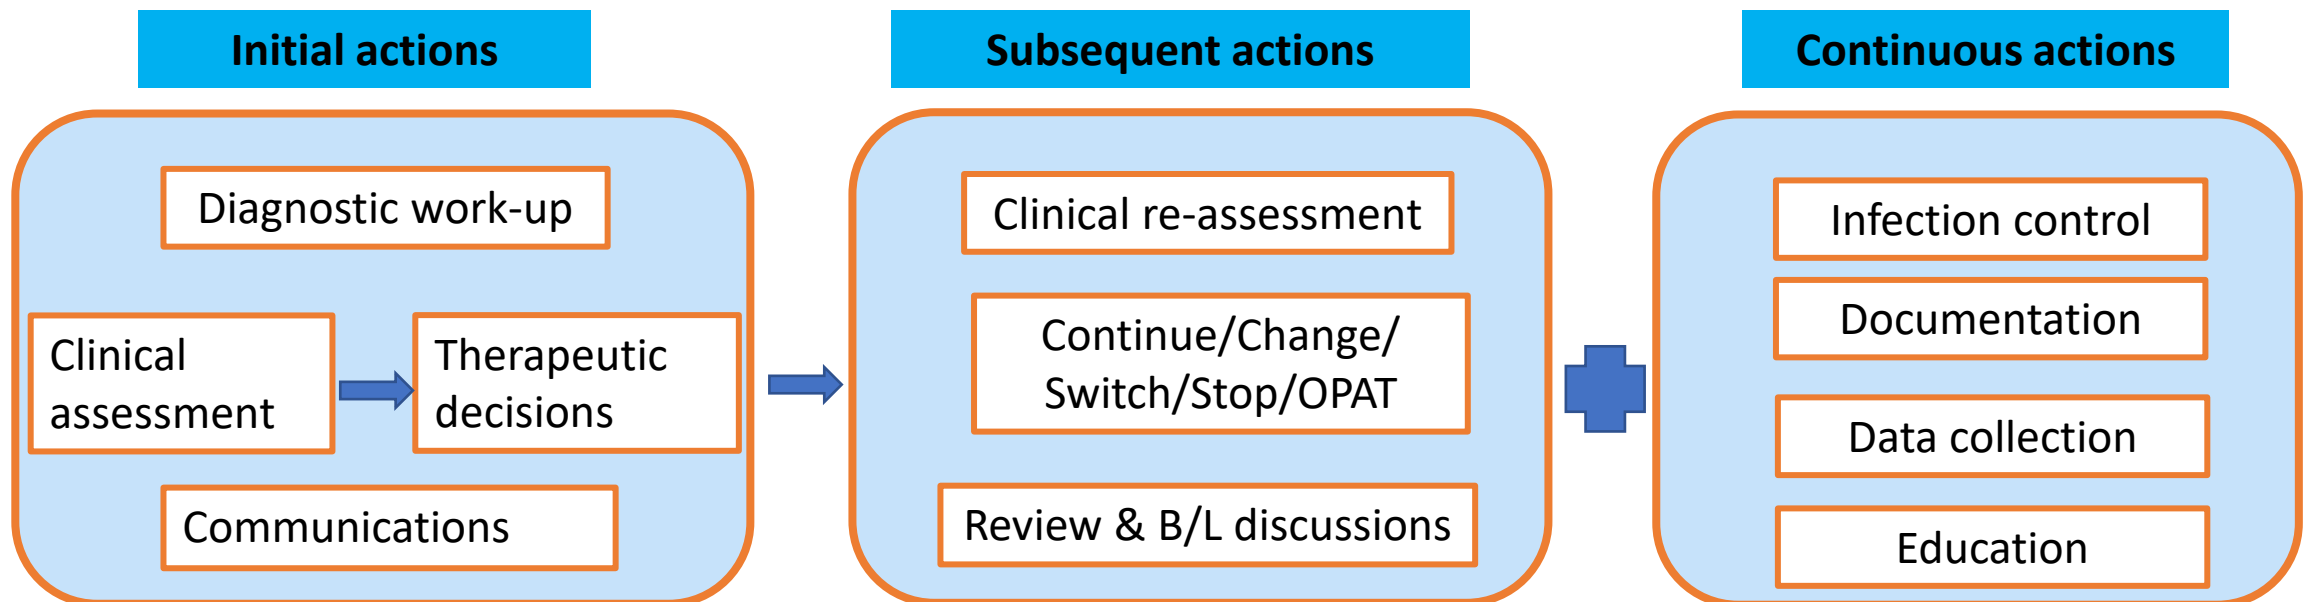 Initial actions
Diagnostic work-up
Clinical
assessment
Therapeutic
decisions
Communications
Subsequent actions
Clinical re-assessment
Continue/Change/
Switch/Stop/OPAT
Review & B/L discussions
Continuous actions
Infection control
Documentation
Data collection
Education